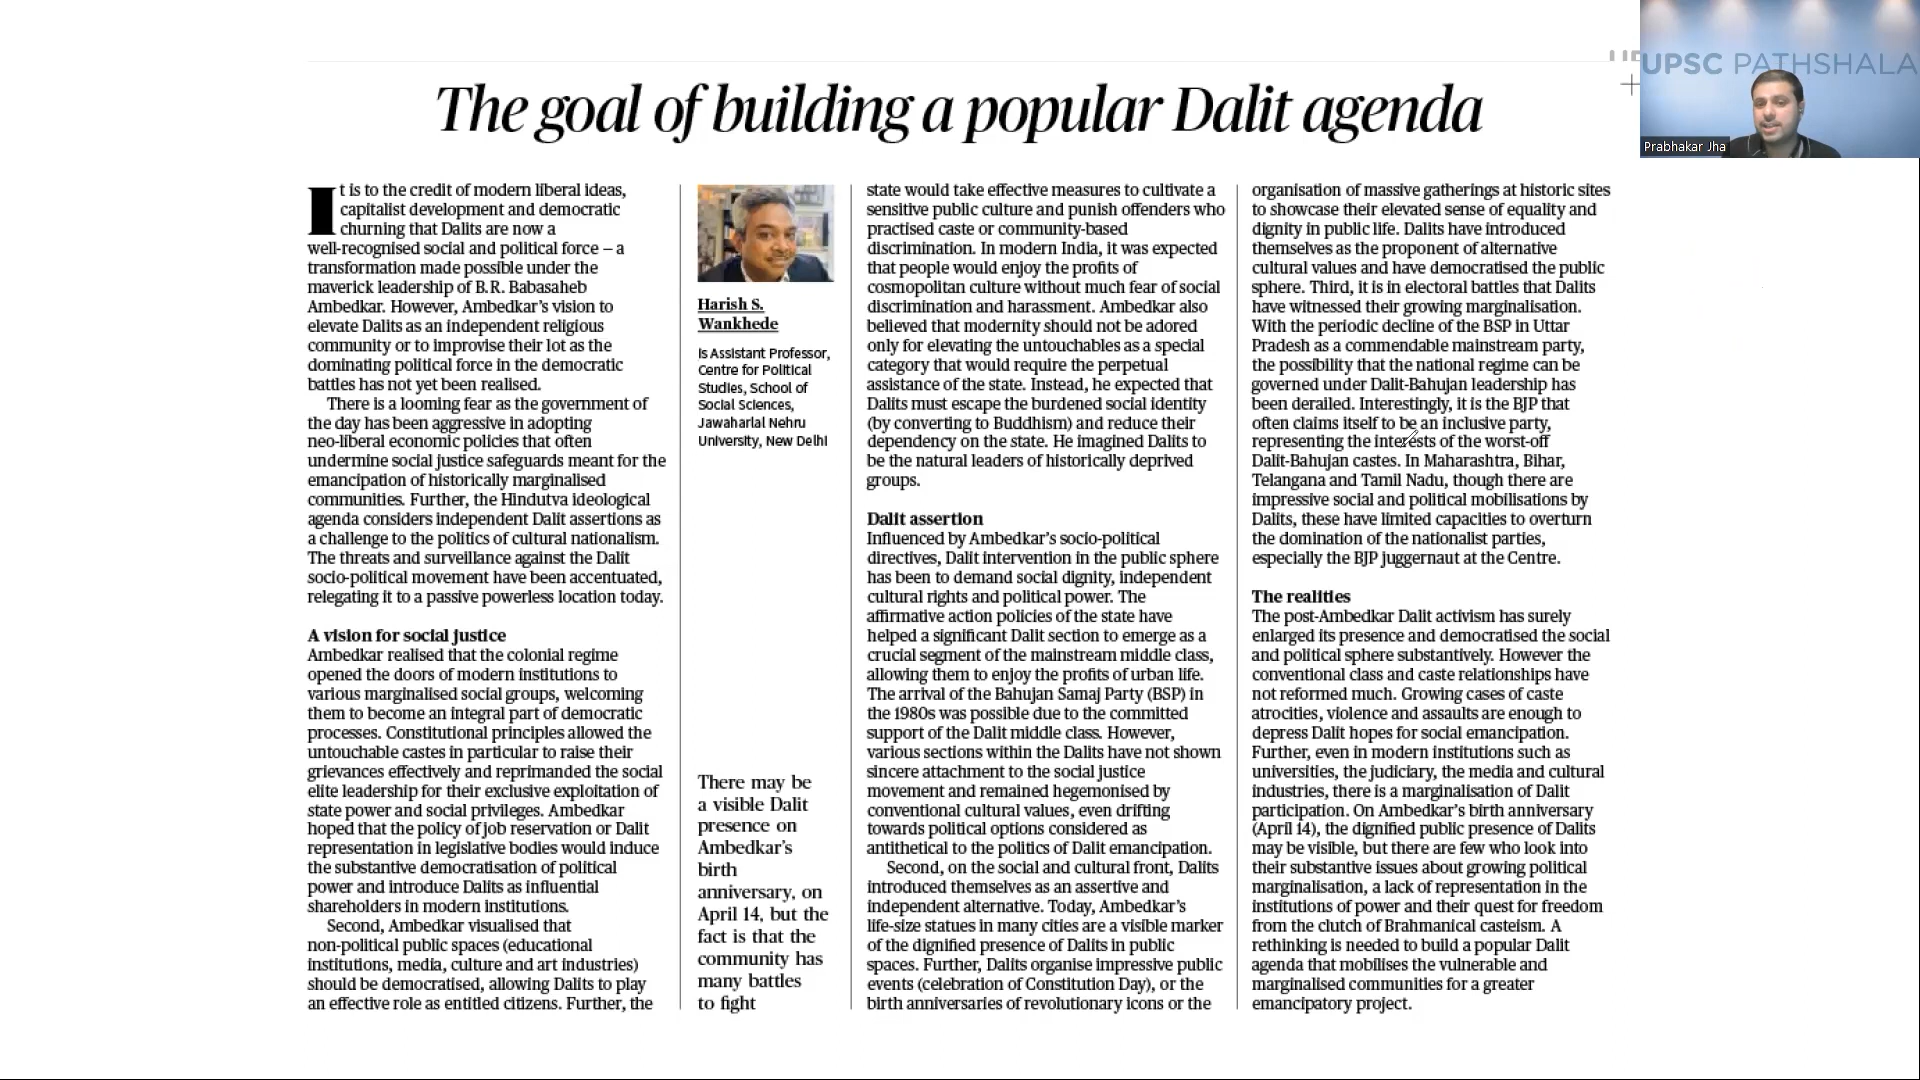 UPSC PATHSHALA
Prabhakar Jha
The goal of building a popular Dalit agenda
It is to the credit of modern liberal ideas,
capitalist development and democratic
churning that Dalits are now a
well-recognised social and political force – a
transformation made possible under the
maverick leadership of B.R. Babasaheb
Ambedkar. However, Ambedkar's vision to
elevate Dalits as an independent religious
community or to improvise their lot as the
dominating political force in the democratic
battles has not yet been realised.
There is a looming fear as the government of
the day has been aggressive in adopting
neo-liberal economic policies that often
undermine social justice safeguards meant for the
emancipation of historically marginalised
communities. Further, the Hindutva ideological
agenda considers independent Dalit assertions as
a challenge to the politics of cultural nationalism.
The threats and surveillance against the Dalit
socio-political movement have been accentuated,
relegating it to a passive powerless location today.
A vision for social justice
Ambedkar realised that the colonial regime
opened the doors of modern institutions to
various marginalised social groups, welcoming
them to become an integral part of democratic
processes. Constitutional principles allowed the
untouchable castes in particular to raise their
grievances effectively and reprimanded the social
elite leadership for their exclusive exploitation of
state power and social privileges. Ambedkar
hoped that the policy of job reservation or Dalit
representation in legislative bodies would induce
the substantive democratisation of political
power and introduce Dalits as influential
shareholders in modern institutions.
Second, Ambedkar visualised that
non-political public spaces (educational
institutions, media, culture and art industries)
should be democratised, allowing Dalits to play
an effective role as entitled citizens. Further, the
Harish S.
Wankhede
is Assistant Professor,
Centre for Political
Studies, School of
Social Sciences,
Jawaharlal Nehru
University, New Delhi
There may be
a visible Dalit
presence on
Ambedkar's
birth
anniversary, on
April 14, but the
fact is that the
community has
many battles
to fight
state would take effective measures to cultivate a
sensitive public culture and punish offenders who
practised caste or community-based
discrimination. In modern India, it was expected
that people would enjoy the profits of
cosmopolitan culture without much fear of social
discrimination and harassment. Ambedkar also
believed that modernity should not be adored
only for elevating the untouchables as a special
category that would require the perpetual
assistance of the state. Instead, he expected that
Dalits must escape the burdened social identity
(by converting to Buddhism) and reduce their
dependency on the state. He imagined Dalits to
be the natural leaders of historically deprived
groups.
Dalit assertion
Influenced by Ambedkar's socio-political
directives, Dalit intervention in the public sphere
has been to demand social dignity, independent
cultural rights and political power. The
affirmative action policies of the state have
helped a significant Dalit section to emerge as a
crucial segment of the mainstream middle class,
allowing them to enjoy the profits of urban life.
The arrival of the Bahujan Samaj Party (BSP) in
the 1980s was possible due to the committed
support of the Dalit middle class. However,
various sections within the Dalits have not shown
sincere attachment to the social justice
movement and remained hegemonised by
conventional cultural values, even drifting
towards political options considered as
antithetical to the politics of Dalit emancipation.
Second, on the social and cultural front, Dalits
introduced themselves as an assertive and
independent alternative. Today, Ambedkar's
life-size statues in many cities are a visible marker
of the dignified presence of Dalits in public
spaces. Further, Dalits organise impressive public
events (celebration of Constitution Day), or the
birth anniversaries of revolutionary icons or the
organisation of massive gatherings at historic sites
to showcase their elevated sense of equality and
dignity in public life. Dalits have introduced
themselves as the proponent of alternative
cultural values and have democratised the public
sphere. Third, it is in electoral battles that Dalits
have witnessed their growing marginalisation.
With the periodic decline of the BSP in Uttar
Pradesh as a commendable mainstream party,
the possibility that the national regime can be
governed under Dalit-Bahujan leadership has
been derailed. Interestingly, it is the BJP that
often claims itself to be an inclusive party,
representing the interests of the worst-off
Dalit-Bahujan castes. In Maharashtra, Bihar,
Telangana and Tamil Nadu, though there are
impressive social and political mobilisations by
Dalits, these have limited capacities to overturn
the domination of the nationalist parties,
especially the BJP juggernaut at the Centre.
The realities
The post-Ambedkar Dalit activism has surely
enlarged its presence and democratised the social
and political sphere substantively. However the
conventional class and caste relationships have
not reformed much. Growing cases of caste
atrocities, violence and assaults are enough to
depress Dalit hopes for social emancipation.
Further, even in modern institutions such as
universities, the judiciary, the media and cultural
industries, there is a marginalisation of Dalit
participation. On Ambedkar's birth anniversary
(April 14), the dignified public presence of Dalits
may be visible, but there are few who look into
their substantive issues about growing political
marginalisation, a lack of representation in the
institutions of power and their quest for freedom
from the clutch of Brahmanical casteism. A
rethinking is needed to build a popular Dalit
agenda that mobilises the vulnerable and
marginalised communities for a greater
emancipatory project.